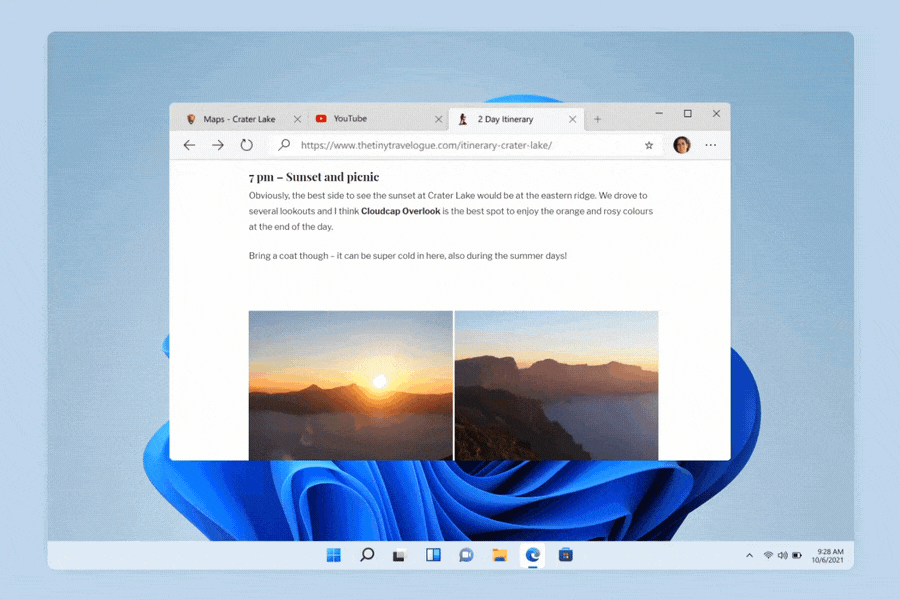 Maps - Crater Lake
YouTube
2 Day Itinerary
https://www.thetinytravelogue.com/itinerary-crater-lake/
7 pm – Sunset and picnic
Obviously, the best side to see the sunset at Crater Lake would be at the eastern ridge. We drove to
several lookouts and I think Cloudcap Overlook is the best spot to enjoy the orange and rosy colours
at the end of the day.
Bring a coat though – it can be super cold in here, also during the summer days!
9:28 AM
10/6/2021